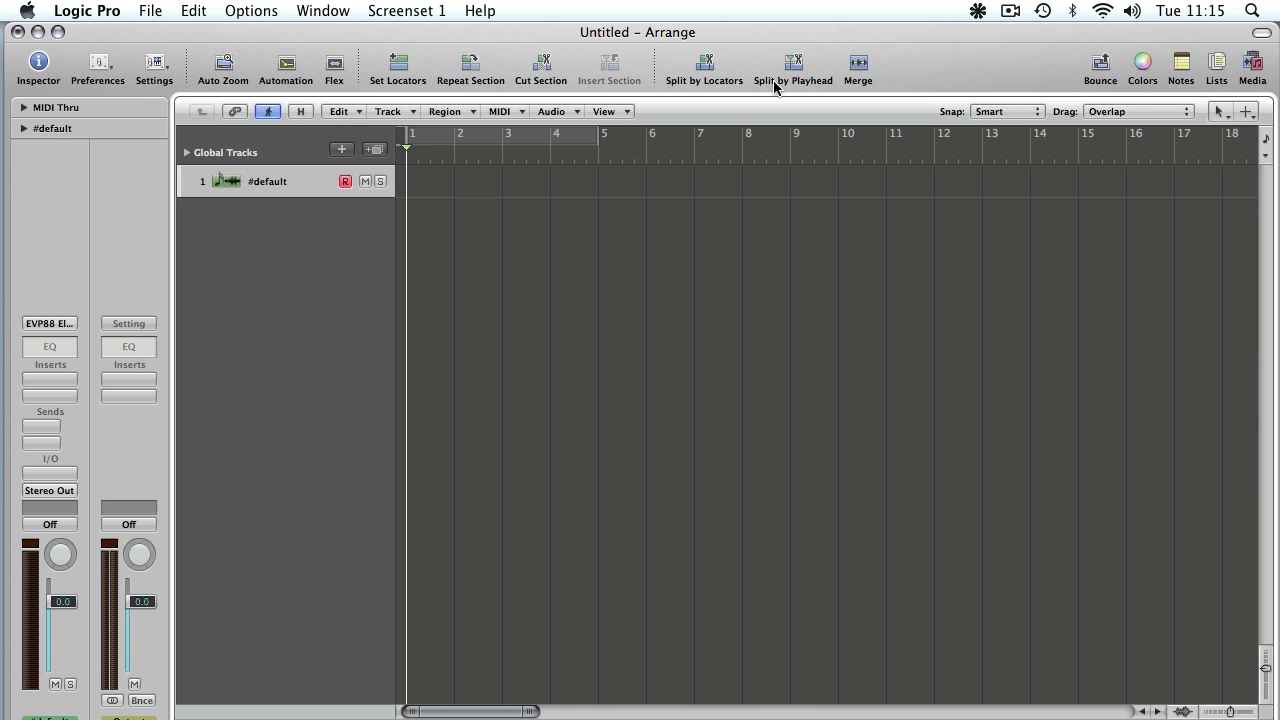 Logic Pro File Edit Options Window Screenset 1 Help Tue 11:15
Untitled - Arrange
Inspector Preferences Settings Auto Zoom Automation Flex Set Locators Repeat Section Cut Section Insert Section Split by Locators Split by Playhead Merge Bounce Colors Notes Lists Media
MIDI Thru
H Edit Track Region MIDI Audio View Snap: Smart Drag: Overlap
#default
1 2 3 4 5 6 7 8 9 10 11 12 13 14 15 16 17 18
Global Tracks
1 #default R M S
EVP88 El... Setting
EQ EQ
Inserts Inserts
Sends
I/O
Stereo Out
Off Off
0.0 0.0
M S M
Bnce